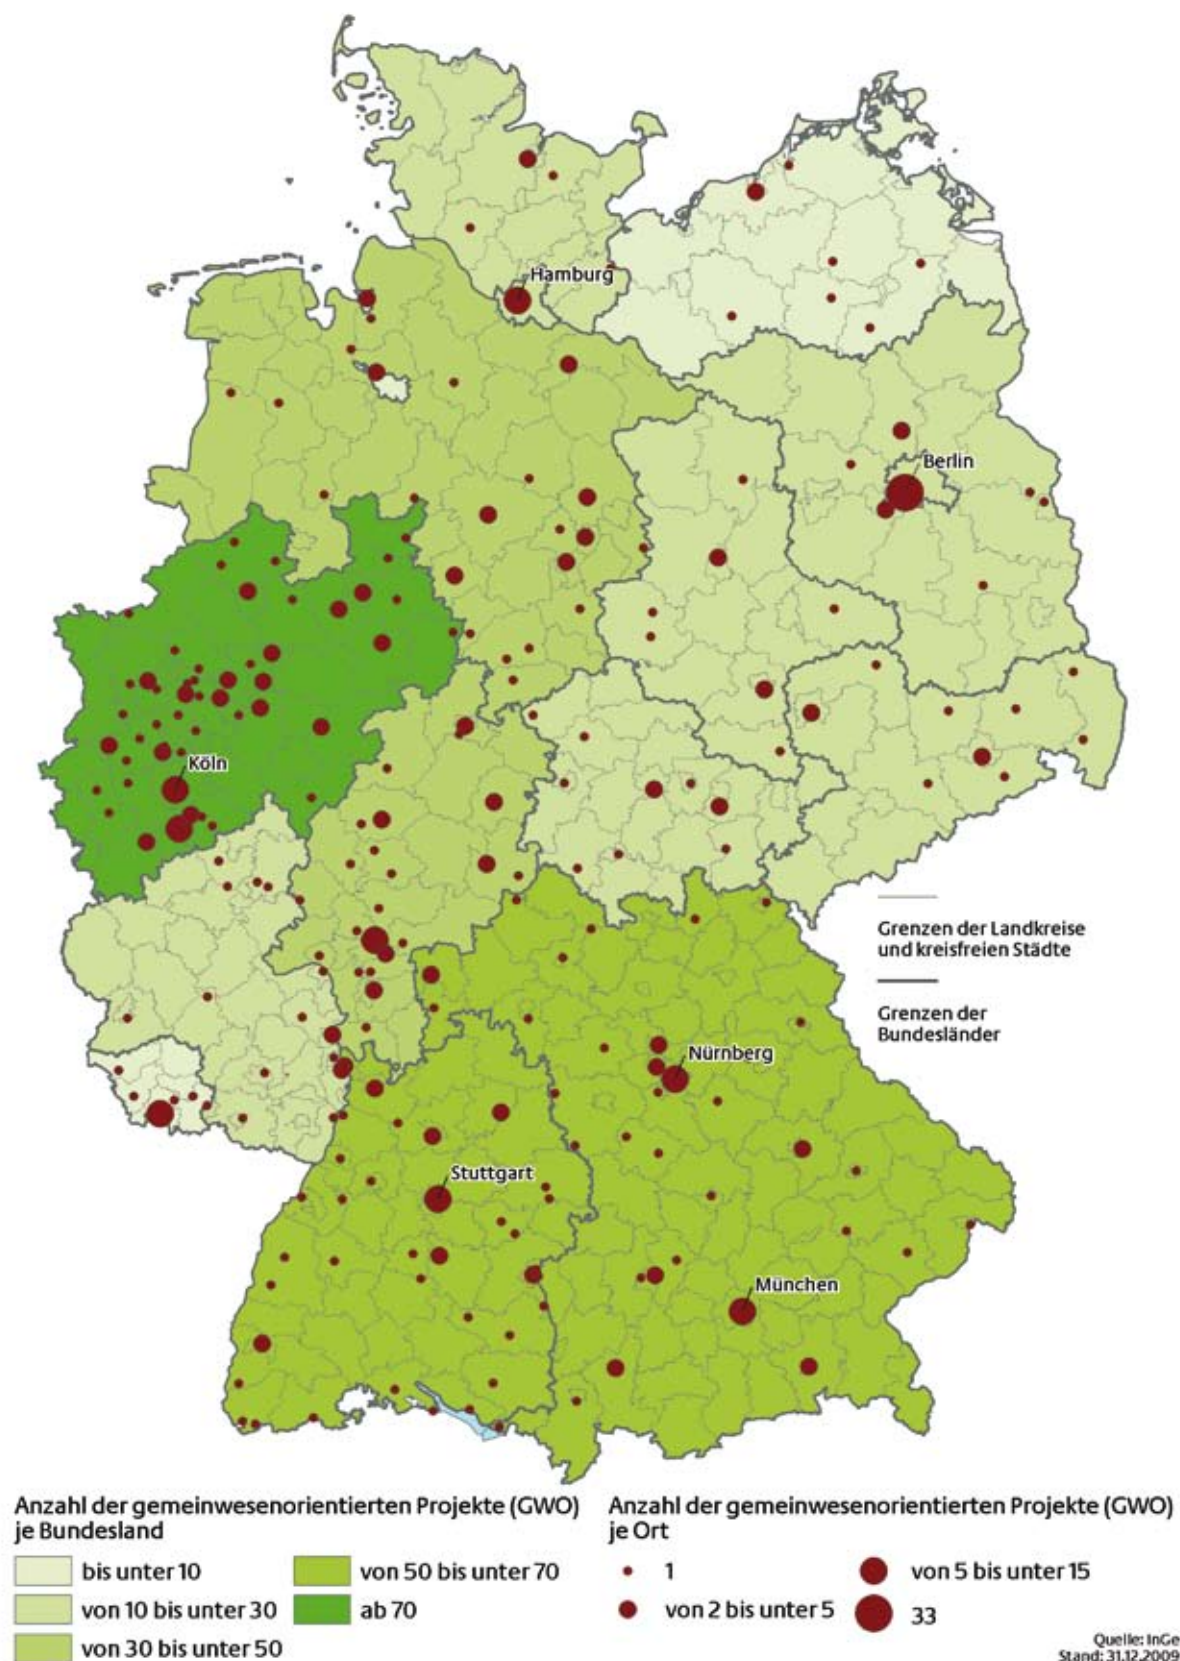 Hamburg
Berlin
Köln
Grenzen der Landkreise
und kreisfreien Städte
Grenzen der
Bundesländer
Nürnberg
Stuttgart
München
Anzahl der gemeinwesenorientierten Projekte (GWO)
je Bundesland
bis unter 10
von 10 bis unter 30
von 30 bis unter 50
von 50 bis unter 70
ab 70
Anzahl der gemeinwesenorientierten Projekte (GWO)
je Ort
1
von 2 bis unter 5
von 5 bis unter 15
33
Quelle: InGe
Stand: 31.12.2009